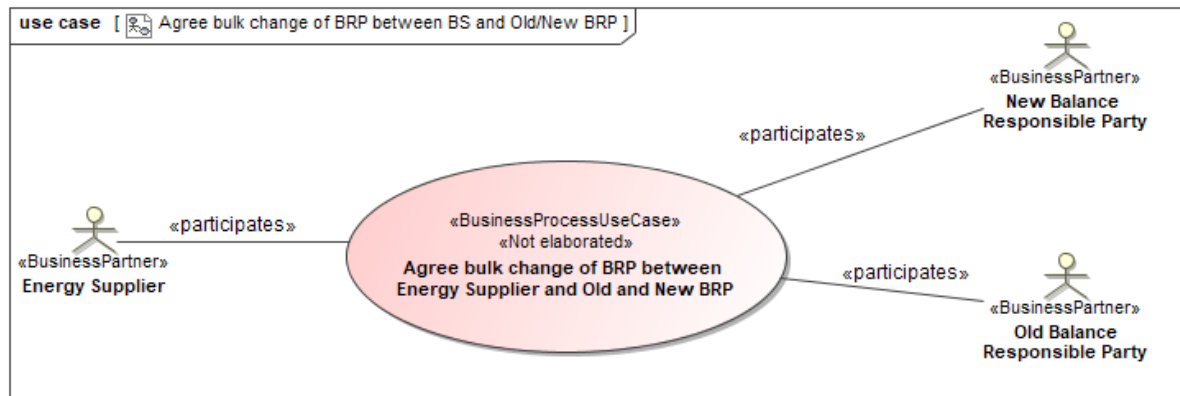 use case [ Agree bulk change of BRP between BS and Old/New BRP ]
«BusinessPartner»
New Balance
Responsible Party
«participates»
«participates»
«BusinessPartner»
Energy Supplier
«BusinessProcessUseCase»
«Not elaborated»
Agree bulk change of BRP between
Energy Supplier and Old and New BRP
«participates»
«BusinessPartner»
Old Balance
Responsible Party